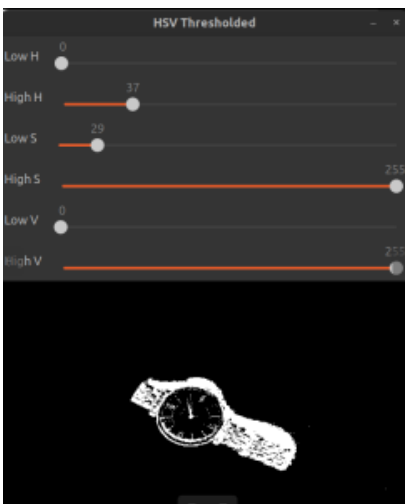 HSV Thresholded
0
Low H
37
High H
29
Low S
255
High S
0
Low V
255
High V